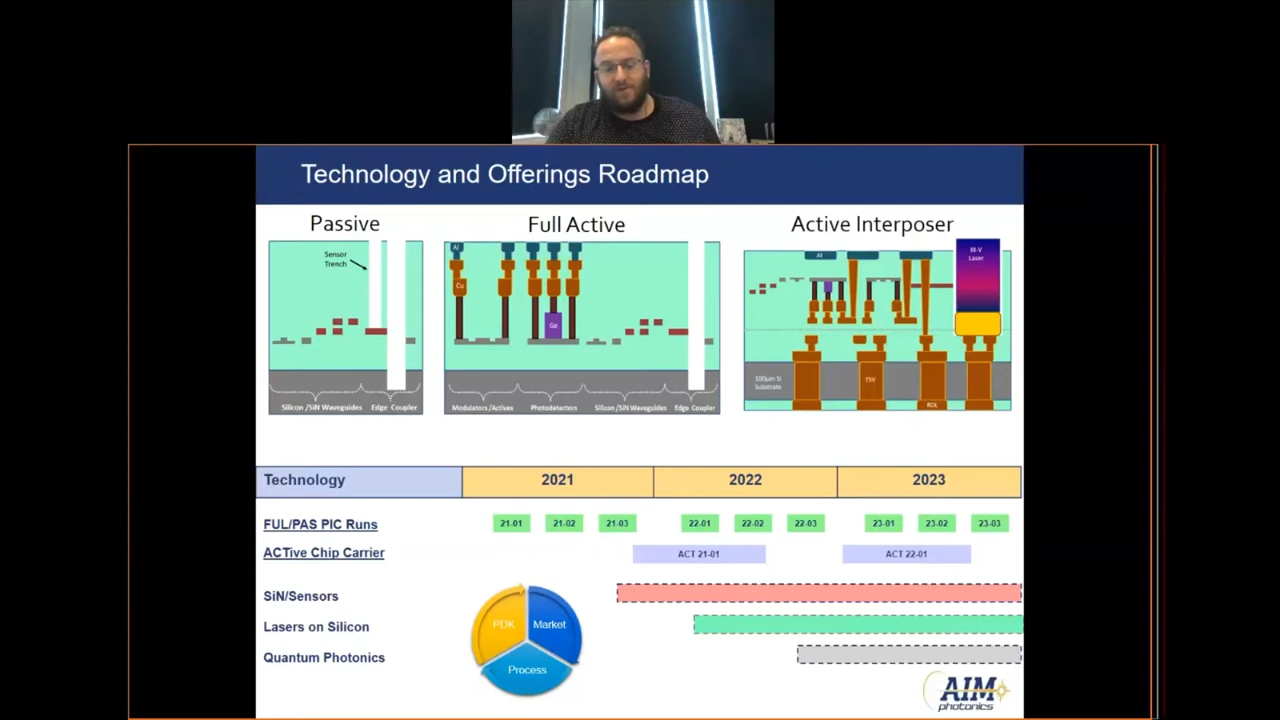 Technology and Offerings Roadmap
Passive
Full Active
Active Interposer
Sensor
Trench
Silicon /SiN Waveguides
Edge Coupler
Al
Cu
Ge
Modulators/Actives
Photodetectors
Silicon/SiN Waveguides
Edge Coupler
Al
III-V
Laser
100µm Si
Substrate
TSV
RDL
Technology
2021
2022
2023
FUL/PAS PIC Runs
21-01
21-02
21-03
22-01
22-02
22-03
23-01
23-02
23-03
ACTive Chip Carrier
ACT 21-01
ACT 22-01
SiN/Sensors
Lasers on Silicon
Quantum Photonics
PDK
Market
Process
AIM
photonics